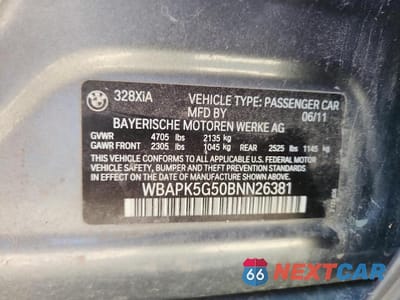 BMW
328XiA VEHICLE TYPE: PASSENGER CAR
MFD BY 06/11
BAYERISCHE MOTOREN WERKE AG
GVWR 4705 lbs 2135 kg
GAWR FRONT 2305 lbs 1045 kg REAR 2525 lbs 1145 kg
THIS VEHICLE CONFORMS TO ALL APPLICABLE U.S. FEDERAL MOTOR
VEHICLE SAFETY, BUMPER AND THEFT PREVENTION STANDARDS IN
EFFECT ON THE DATE OF MANUFACTURE SHOWN ABOVE.
WBAPK5G50BNN26381
66 NEXTCAR